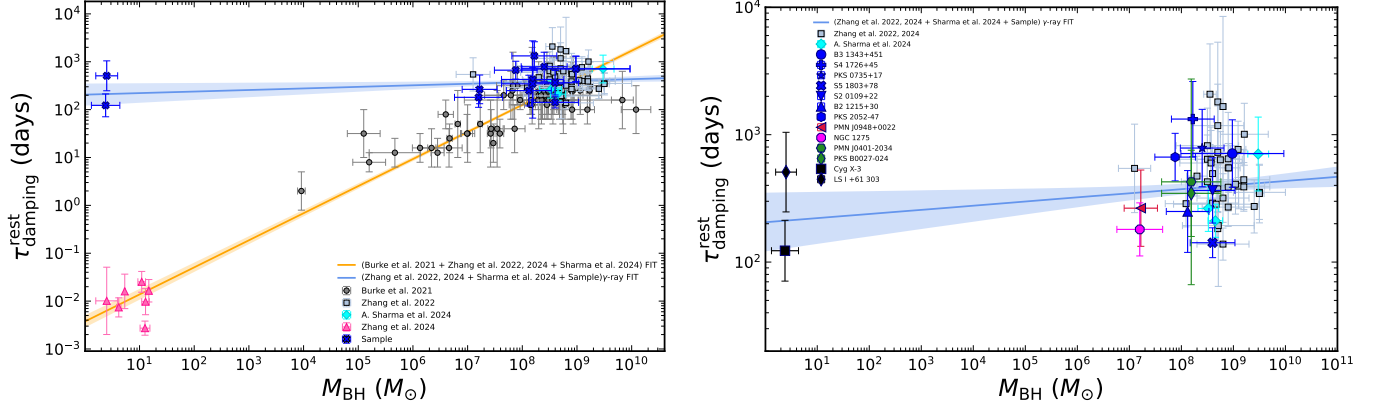 10⁴
10³
10² 
10¹
10⁰
10⁻¹
10⁻²
10⁻³
τ rest damping (days)
(Burke et al. 2021 + Zhang et al. 2022, 2024 + Sharma et al. 2024) FIT
(Zhang et al. 2022, 2024 + Sharma et al. 2024 + Sample)γ-ray FIT
Burke et al. 2021
Zhang et al. 2022
A. Sharma et al. 2024
Zhang et al. 2024
Sample
10¹ 10² 10³ 10⁴ 10⁵ 10⁶ 10⁷ 10⁸ 10⁹ 10¹⁰
M_BH (M_⊙)
10⁴
10³
10²
τ rest damping (days)
(Zhang et al. 2022, 2024 + Sharma et al. 2024 + Sample) γ-ray FIT
Zhang et al. 2022, 2024
A. Sharma et al. 2024
B3 1343+451
S4 1726+45
PKS 0735+17
S5 1803+78
S2 0109+22
B2 1215+30
PKS 2052-47
PMN J0948+0022
NGC 1275
PMN J0401-2034
PKS B0027-024
Cyg X-3
LS I +61 303
10¹ 10² 10³ 10⁴ 10⁵ 10⁶ 10⁷ 10⁸ 10⁹ 10¹⁰ 10¹¹
M_BH (M_⊙)